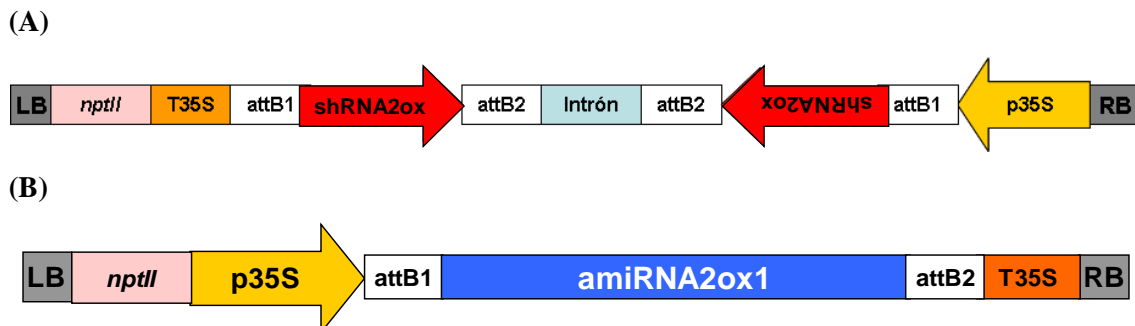 (A)
LB nptII T35S attB1 shRNA2ox attB2 Intrón attB2 shRNA2ox attB1 p35S RB
(B)
LB nptII p35S attB1 amiRNA2ox1 attB2 T35S RB